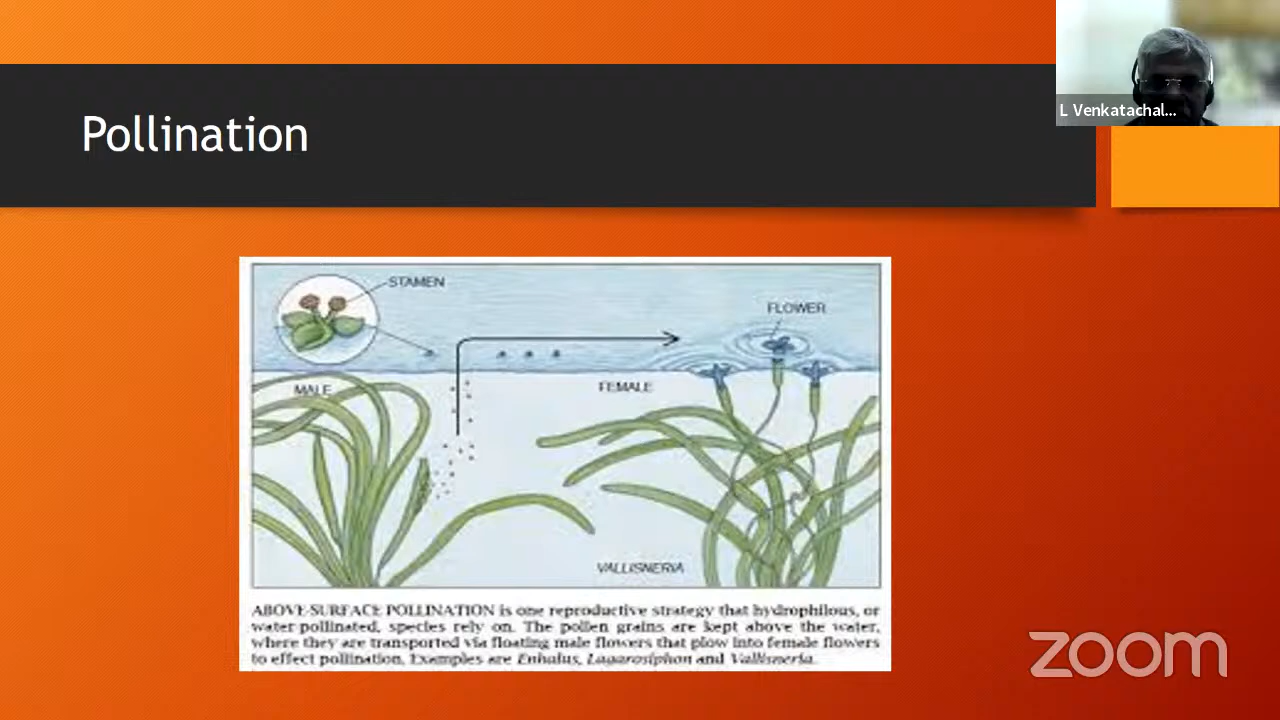 L Venkatachal...
Pollination
STAMEN
FLOWER
MALE
FEMALE
VALLISNERIA
ABOVE-SURFACE POLLINATION is one reproductive strategy that hydrophilous, or
water-pollinated, species rely on. The pollen grains are kept above the water,
where they are transported via floating male flowers that plow into female flowers
to effect pollination. Examples are Enhalus, Lagarosiphon and Vallisneria.
zoom